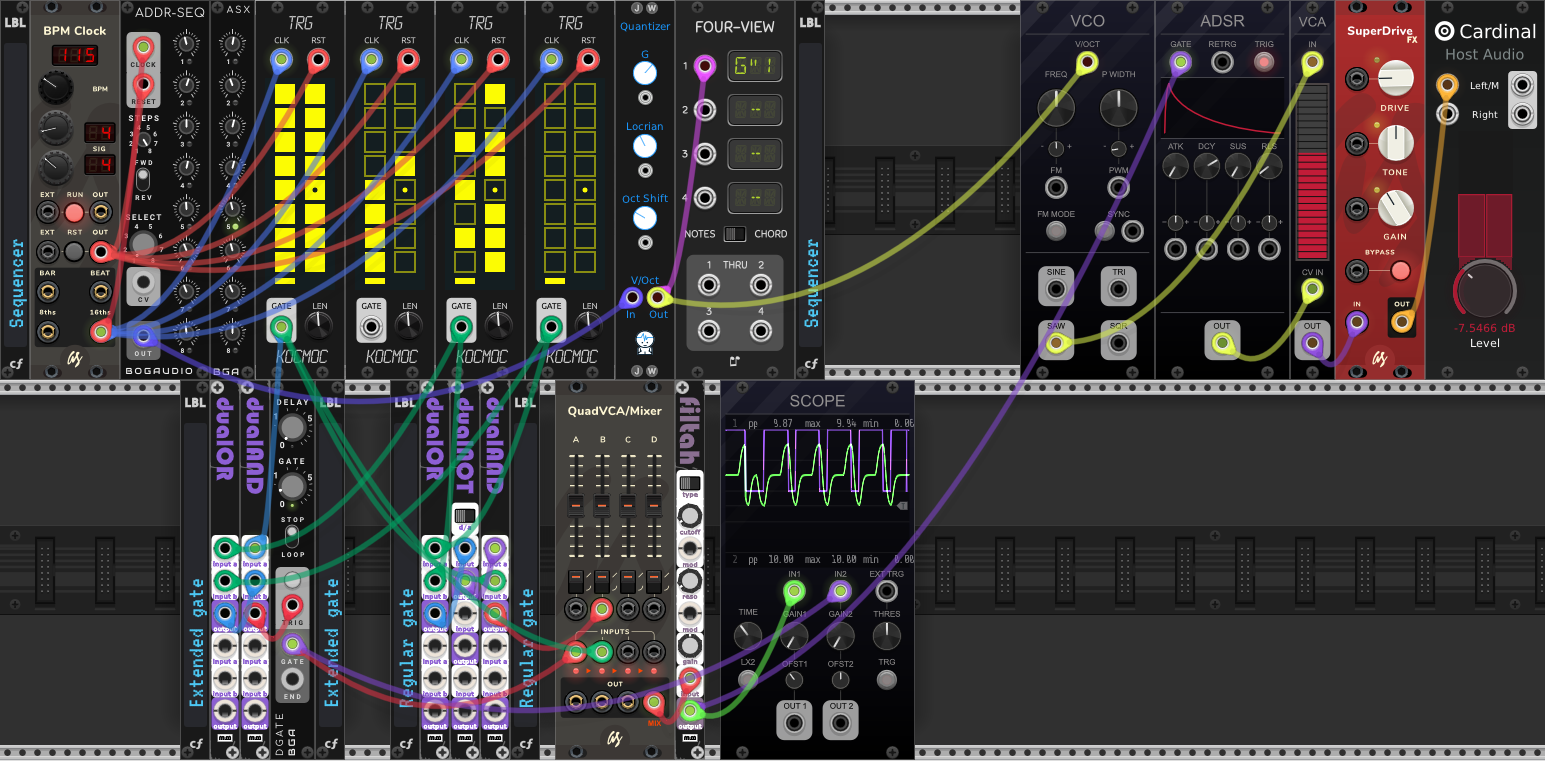 LBL
Sequencer
cf
BPM Clock
115
BPM
4
SIG
4
EXT RUN OUT
EXT RST OUT
BAR BEAT
8ths 16ths
ADDR-SEQ
CLOCK
RESET
STEPS
FWD
REV
SELECT
CV
OUT
BOGAUDIO
ASX
1
2
3
4
5
6
7
8
BGA
TRG
CLK RST
GATE LEN
KOCMOC
TRG
CLK RST
GATE LEN
KOCMOC
TRG
CLK RST
GATE LEN
KOCMOC
TRG
CLK RST
GATE LEN
KOCMOC
J W
Quantizer
G
Locrian
Oct Shift
V/Oct
In Out
J W
FOUR-VIEW
1
2
3
4
NOTES CHORD
1 THRU 2
3 4
LBL
Sequencer
cf
VCO
V/OCT
FREQ P WIDTH
FM PWM
FM MODE SYNC
SINE TRI
SAW SQR
ADSR
GATE RETRG TRIG
ATK DCY SUS RLS
OUT
VCA
IN
CV IN
OUT
SuperDrive
FX
DRIVE
TONE
GAIN
BYPASS
IN OUT
Cardinal
Host Audio
Left/M
Right
-7.5466 dB
Level
LBL
Extended gate
cf
dualOR
input a
input b
output
input a
input b
output
dualAND
input a
input b
output
input a
input b
output
DELAY
GATE
STOP
LOOP
TRIG
GATE
END
DGATE
BGA
LBL
Extended gate
cf
LBL
Regular gate
cf
dualOR
input a
input b
output
input a
input b
output
dualNOT
d/s
dualAND
LBL
Regular gate
cf
QuadVCA/Mixer
A B C D
INPUTS
OUT
MIX
filtah
type
cutoff
mod
reso
mod
gain
input
output
SCOPE
1 pp 9.87 max 9.94 min 0.06
2 pp 10.00 max 10.00 min 0.00
IN1 IN2 EXT TRG
TIME GAIN1 GAIN2 THRES
LX2 OFST1 OFST2 TRG
OUT 1 OUT 2